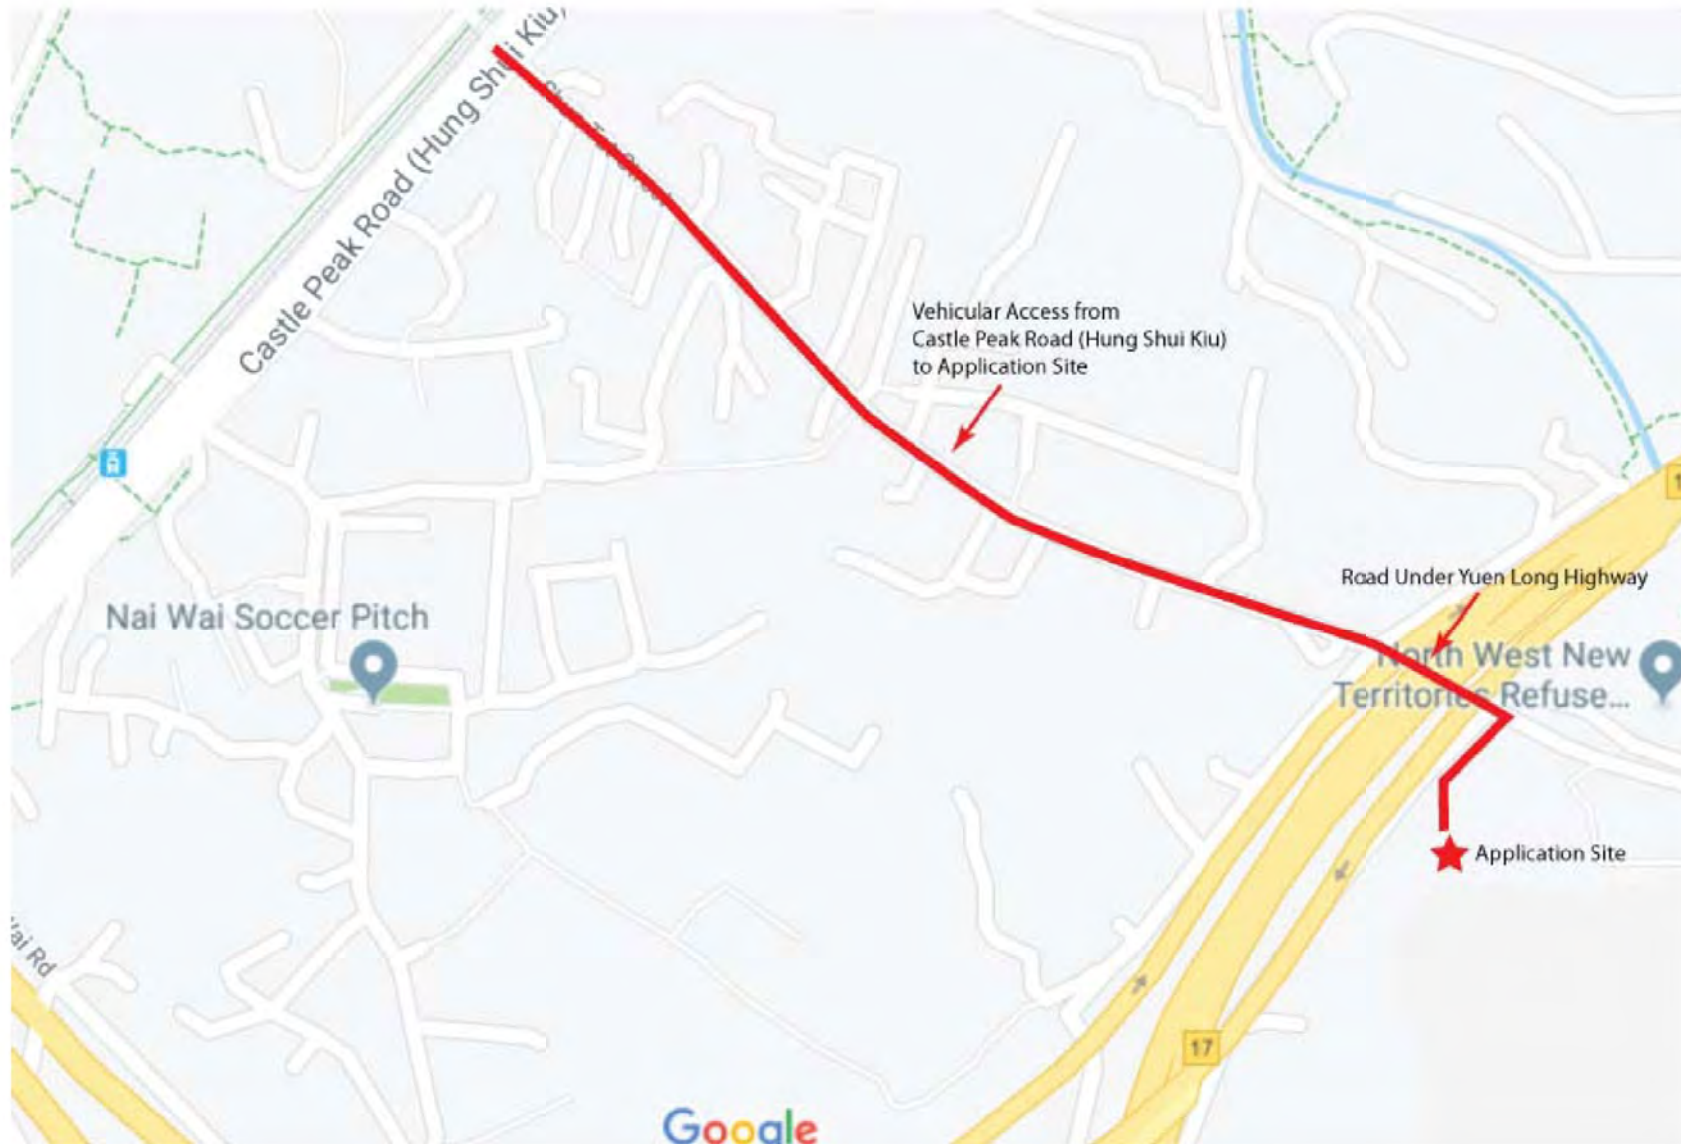 Castle Peak Road (Hung Shui Kiu)
Vehicular Access from
Castle Peak Road (Hung Shui Kiu)
to Application Site
Road Under Yuen Long Highway
Nai Wai Soccer Pitch
North West New
Territories Refuse...
Application Site
Rd
17
Google